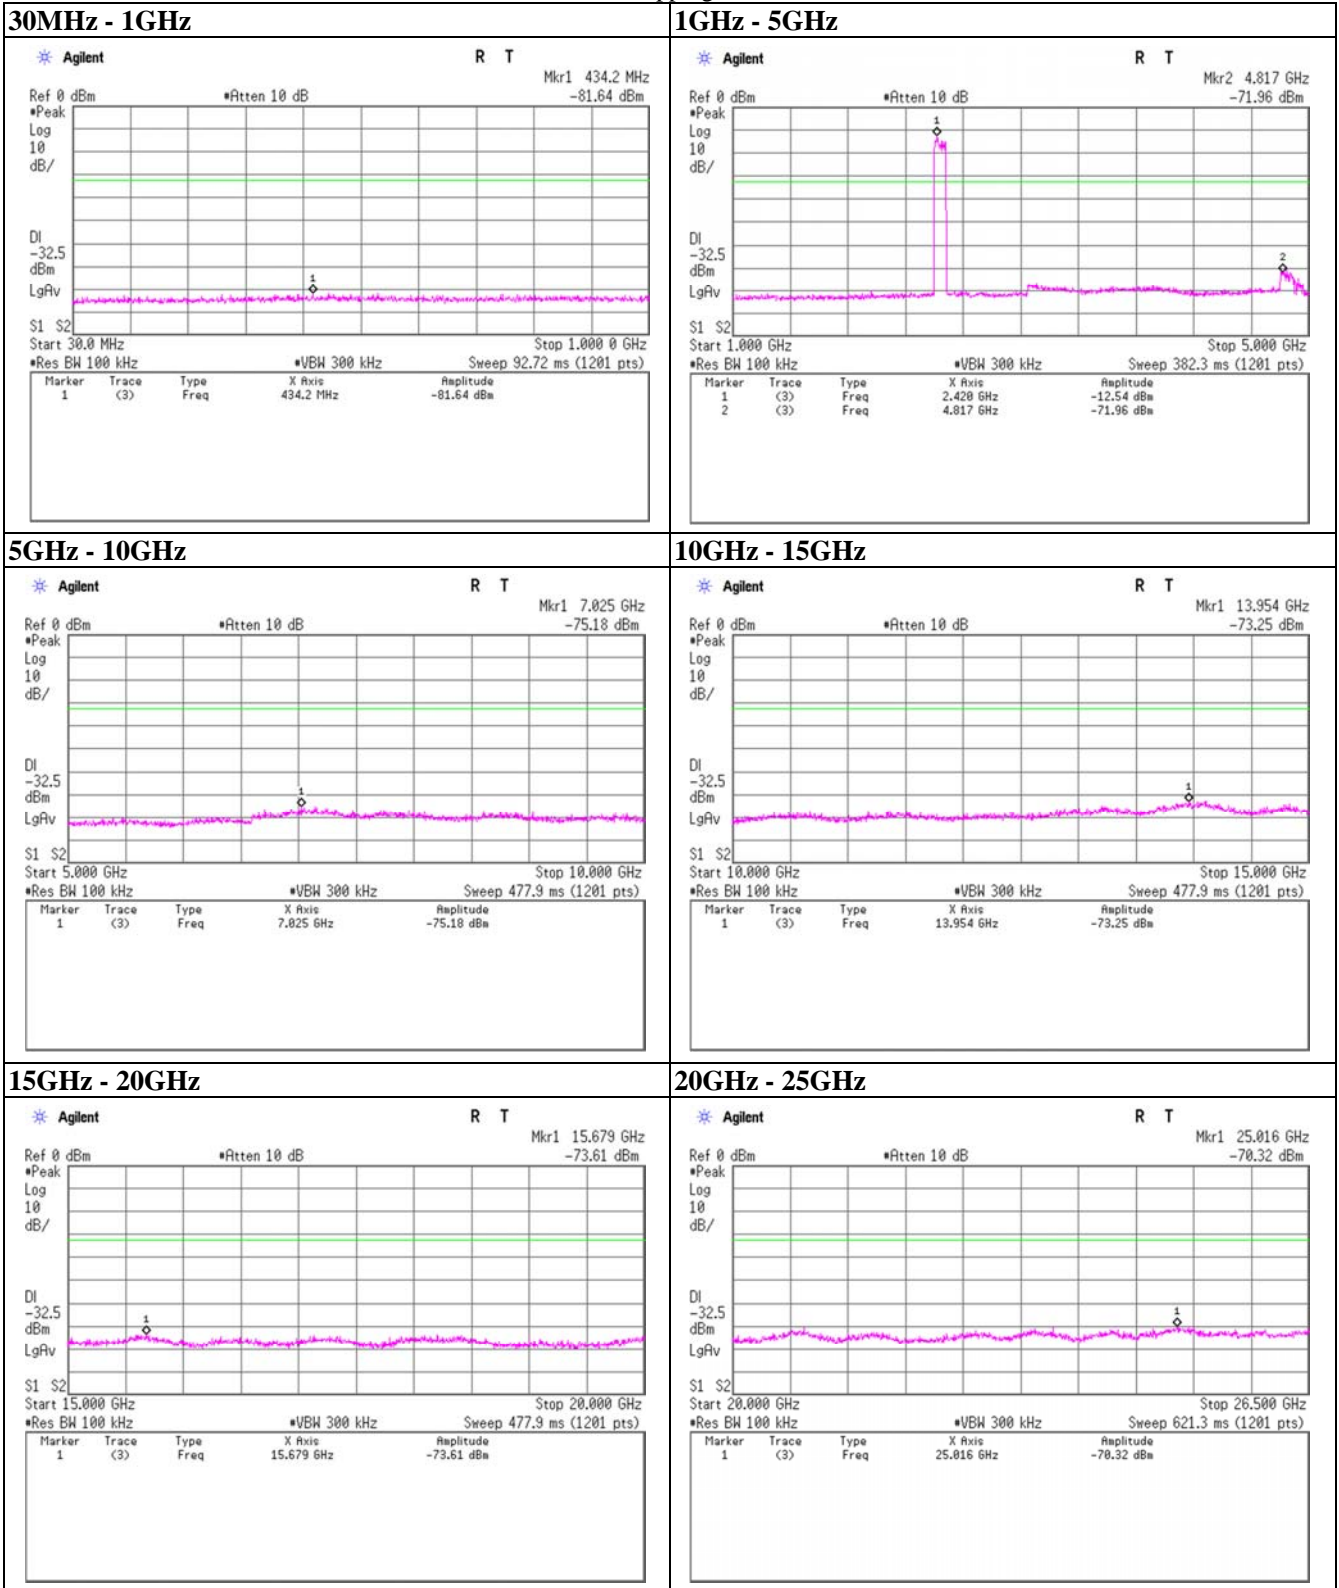 30MHz - 1GHz
Agilent
R T
Mkr1 434.2 MHz
Ref 0 dBm
#Atten 10 dB
-81.64 dBm
#Peak
Log
10
dB/
DI
-32.5
dBm
LgAv
S1 S2
Start 30.0 MHz
Stop 1.000 0 GHz
#Res BW 100 kHz
#VBW 300 kHz
Sweep 92.72 ms (1201 pts)
Marker Trace Type X Axis Amplitude
1 (3) Freq 434.2 MHz -81.64 dBm
1GHz - 5GHz
Agilent
R T
Mkr2 4.817 GHz
Ref 0 dBm
#Atten 10 dB
-71.96 dBm
#Peak
Log
10
dB/
DI
-32.5
dBm
LgAv
S1 S2
Start 1.000 GHz
Stop 5.000 GHz
#Res BW 100 kHz
#VBW 300 kHz
Sweep 382.3 ms (1201 pts)
Marker Trace Type X Axis Amplitude
1 (3) Freq 2.420 GHz -12.54 dBm
2 (3) Freq 4.817 GHz -71.96 dBm
5GHz - 10GHz
Agilent
R T
Mkr1 7.025 GHz
Ref 0 dBm
#Atten 10 dB
-75.18 dBm
#Peak
Log
10
dB/
DI
-32.5
dBm
LgAv
S1 S2
Start 5.000 GHz
Stop 10.000 GHz
#Res BW 100 kHz
#VBW 300 kHz
Sweep 477.9 ms (1201 pts)
Marker Trace Type X Axis Amplitude
1 (3) Freq 7.025 GHz -75.18 dBm
10GHz - 15GHz
Agilent
R T
Mkr1 13.954 GHz
Ref 0 dBm
#Atten 10 dB
-73.25 dBm
#Peak
Log
10
dB/
DI
-32.5
dBm
LgAv
S1 S2
Start 10.000 GHz
Stop 15.000 GHz
#Res BW 100 kHz
#VBW 300 kHz
Sweep 477.9 ms (1201 pts)
Marker Trace Type X Axis Amplitude
1 (3) Freq 13.954 GHz -73.25 dBm
15GHz - 20GHz
Agilent
R T
Mkr1 15.679 GHz
Ref 0 dBm
#Atten 10 dB
-73.61 dBm
#Peak
Log
10
dB/
DI
-32.5
dBm
LgAv
S1 S2
Start 15.000 GHz
Stop 20.000 GHz
#Res BW 100 kHz
#VBW 300 kHz
Sweep 477.9 ms (1201 pts)
Marker Trace Type X Axis Amplitude
1 (3) Freq 15.679 GHz -73.61 dBm
20GHz - 25GHz
Agilent
R T
Mkr1 25.016 GHz
Ref 0 dBm
#Atten 10 dB
-70.32 dBm
#Peak
Log
10
dB/
DI
-32.5
dBm
LgAv
S1 S2
Start 20.000 GHz
Stop 26.500 GHz
#Res BW 100 kHz
#VBW 300 kHz
Sweep 621.3 ms (1201 pts)
Marker Trace Type X Axis Amplitude
1 (3) Freq 25.016 GHz -70.32 dBm